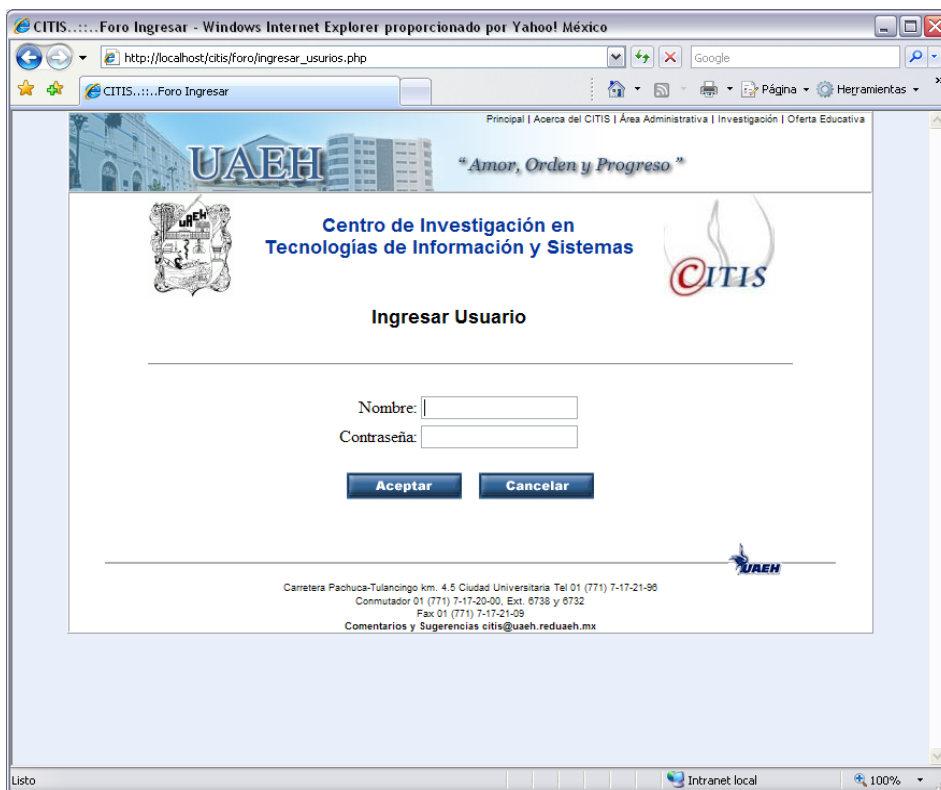 CITIS..::..Foro Ingresar - Windows Internet Explorer proporcionado por Yahoo! México
http://localhost/citis/foro/ingresar_usurios.php
Google
CITIS..::..Foro Ingresar
Página
Herramientas
»
Principal | Acerca del CITIS | Área Administrativa | Investigación | Oferta Educativa
UAEH
“ Amor, Orden y Progreso ”
UAEH
Centro de Investigación en
Tecnologías de Información y Sistemas
CITIS
Ingresar Usuario
Nombre:
Contraseña:
Aceptar
Cancelar
UAEH
Carretera Pachuca-Tulancingo km. 4.5 Ciudad Universitaria Tel 01 (771) 7-17-21-96
Conmutador 01 (771) 7-17-20-00, Ext. 6738 y 6732
Fax 01 (771) 7-17-21-09
Comentarios y Sugerencias citis@uaeh.reduaeh.mx
Listo
Intranet local
100%